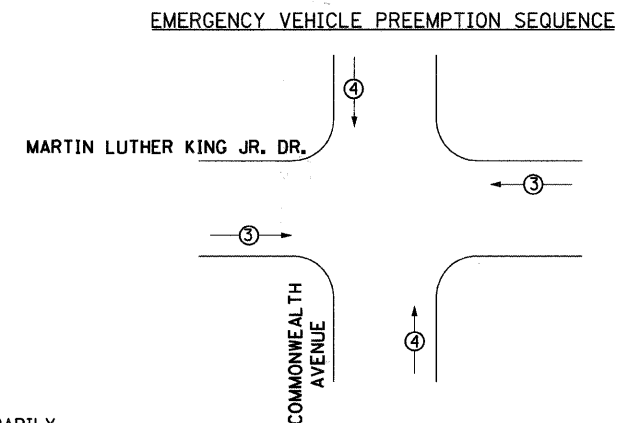 EMERGENCY VEHICLE PREEMPTION SEQUENCE
4
MARTIN LUTHER KING JR. DR.
3
3
COMMONWEALTH
AVENUE
4